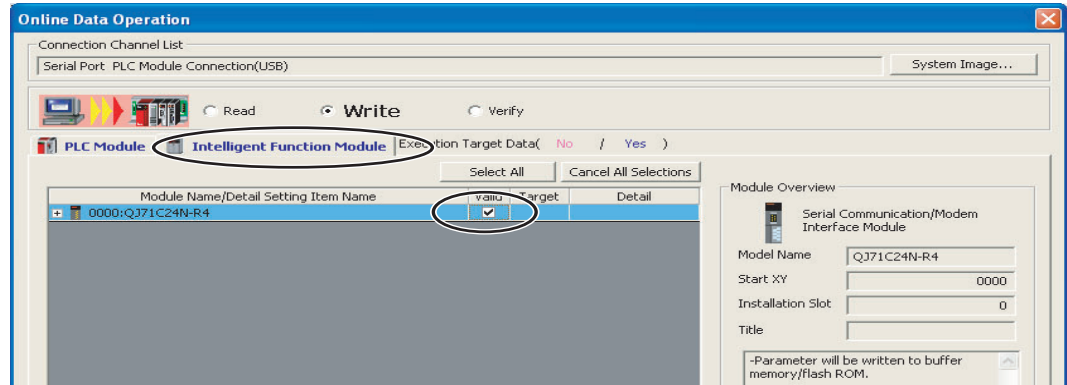 Online Data Operation
Connection Channel List
Serial Port PLC Module Connection(USB)
System Image...
Read
Write
Verify
PLC Module
Intelligent Function Module
Execution Target Data( No / Yes )
Select All
Cancel All Selections
Module Name/Detail Setting Item Name
Valid
Target
Detail
0000:QJ71C24N-R4
Module Overview
Serial Communication/Modem
Interface Module
Model Name
QJ71C24N-R4
Start XY
0000
Installation Slot
0
Title
-Parameter will be written to buffer
memory/flash ROM.